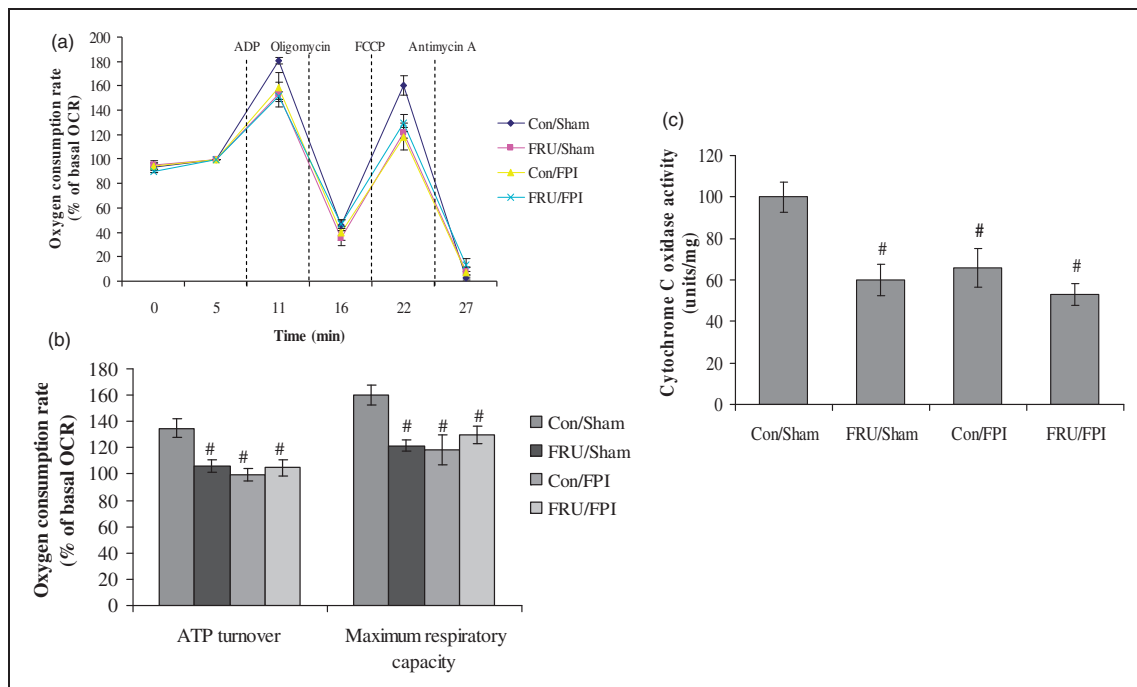 (a)
Oxygen consumption rate
(% of basal OCR)
200
180
160
140
120
100
80
60
40
20
0
ADP
Oligomycin
FCCP
Antimycin A
0
5
11
16
22
27
Time (min)
Con/Sham
FRU/Sham
Con/FPI
FRU/FPI
(b)
Oxygen consumption rate
(% of basal OCR)
180
160
140
120
100
80
60
40
20
0
# # #
# # #
ATP turnover
Maximum respiratory
capacity
Con/Sham
FRU/Sham
Con/FPI
FRU/FPI
(c)
Cytochrome C oxidase activity
(units/mg)
120
100
80
60
40
20
0
# # #
Con/Sham
FRU/Sham
Con/FPI
FRU/FPI